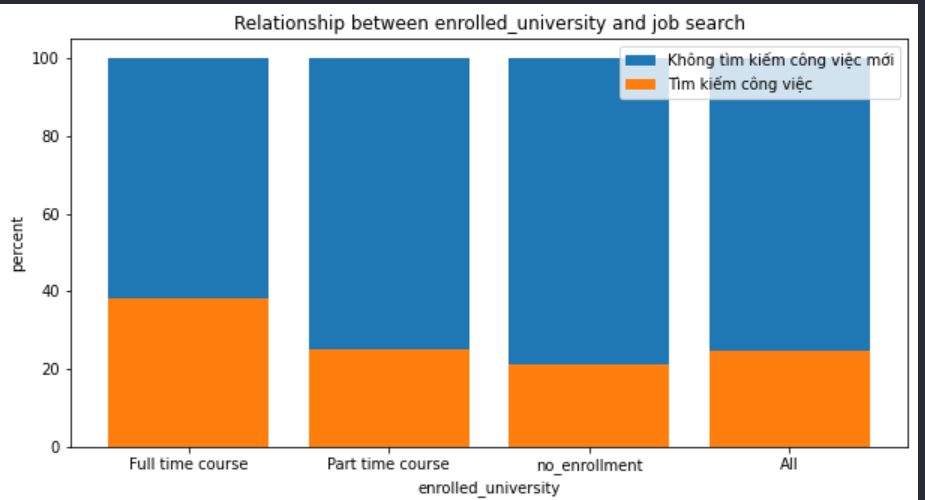 Relationship between enrolled_university and job search
Không tìm kiếm công việc mới
Tìm kiếm công việc
percent
100
80
60
40
20
0
Full time course
Part time course
no_enrollment
All
enrolled_university